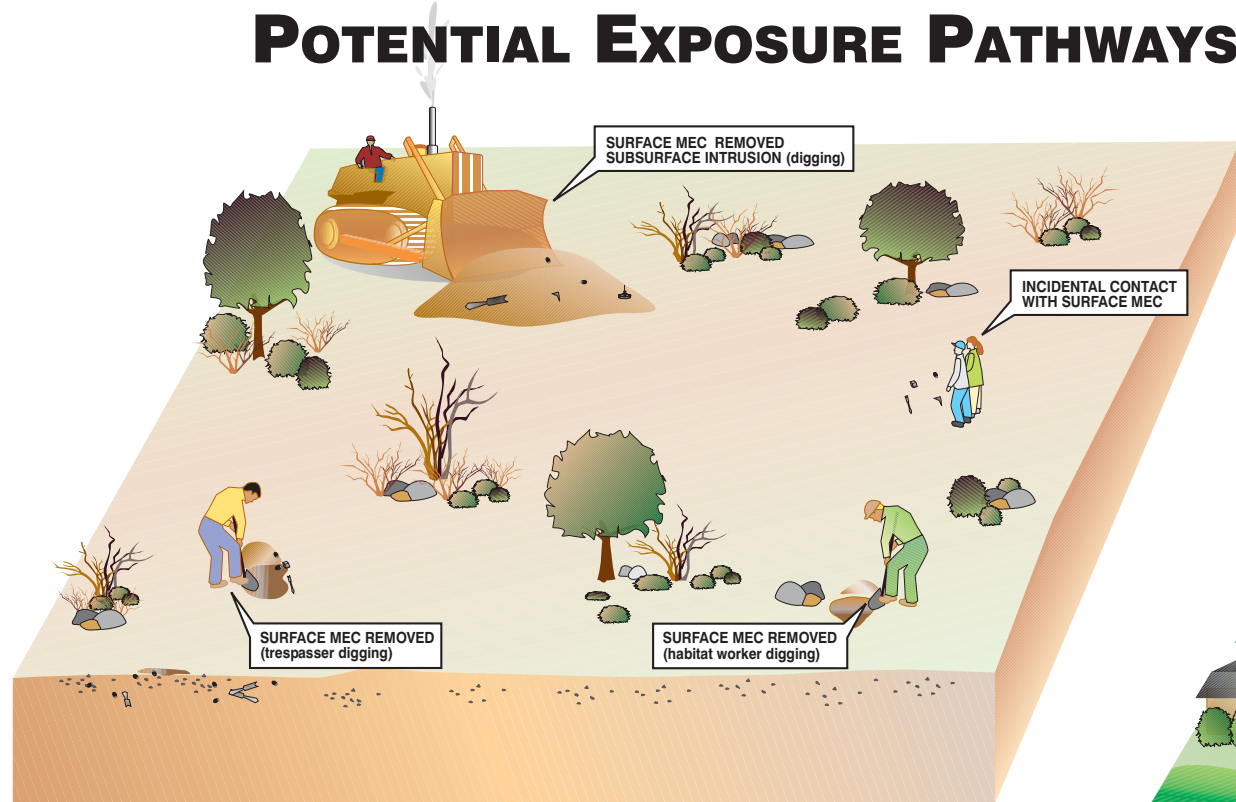 POTENTIAL EXPOSURE PATHWAYS
SURFACE MEC REMOVED
SUBSURFACE INTRUSION (digging)
INCIDENTAL CONTACT
WITH SURFACE MEC
SURFACE MEC REMOVED
(trespasser digging)
SURFACE MEC REMOVED
(habitat worker digging)